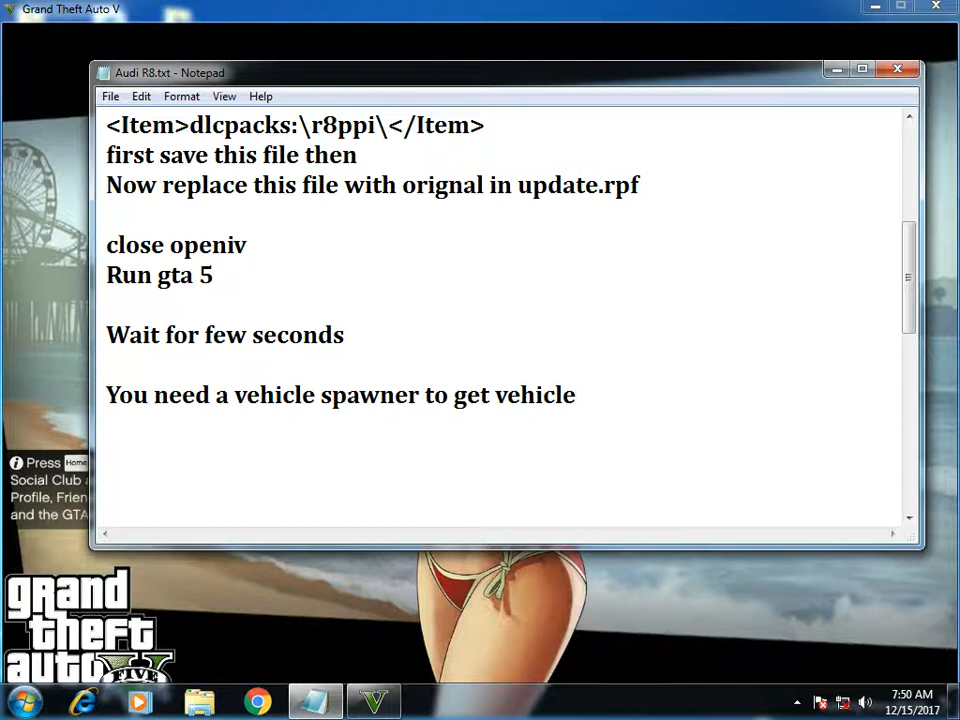 Grand Theft Auto V
Audi R8.txt - Notepad
File Edit Format View Help
<Item>dlcpacks:\r8ppi\</Item>
first save this file then
Now replace this file with orignal in update.rpf
close openiv
Run gta 5
Wait for few seconds
You need a vehicle spawner to get vehicle
Press Home
Social Club
Profile, Frien
and the GTA
grand
theft
auto V
7:50 AM
12/15/2017